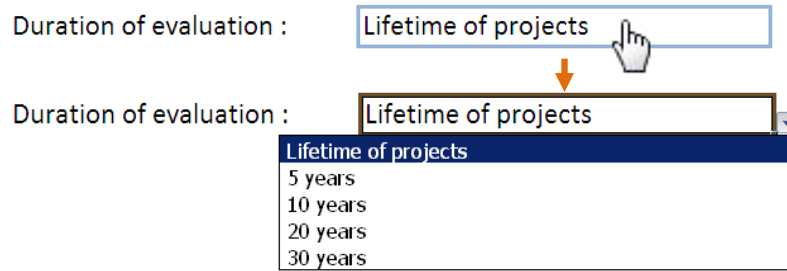 Duration of evaluation : Lifetime of projects
Duration of evaluation : Lifetime of projects
Lifetime of projects
5 years
10 years
20 years
30 years